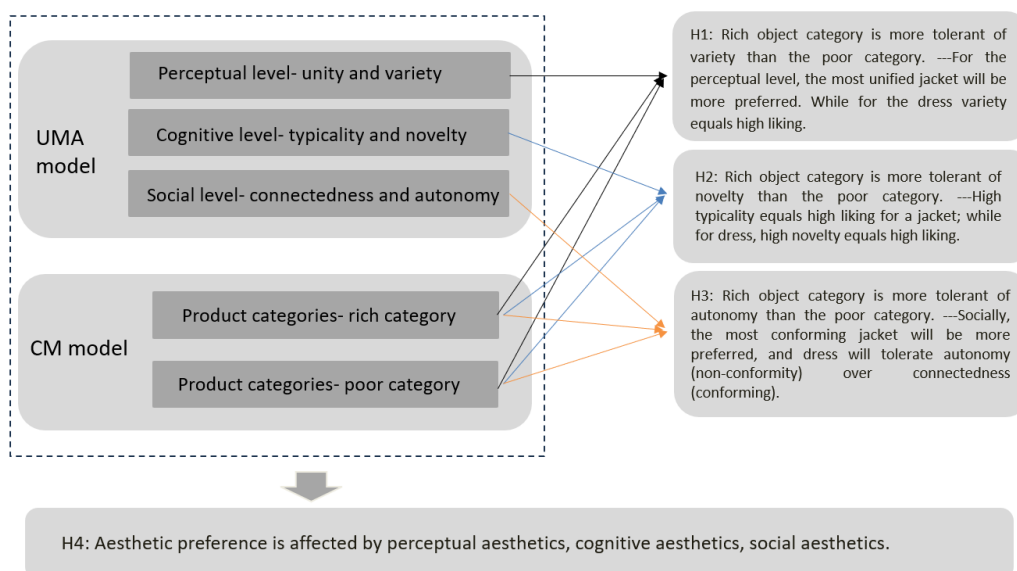 UMA
model
Perceptual level- unity and variety
Cognitive level- typicality and novelty
Social level- connectedness and autonomy
CM model
Product categories- rich category
Product categories- poor category
H1: Rich object category is more tolerant of
variety than the poor category. ---For the
perceptual level, the most unified jacket will be
more preferred. While for the dress variety
equals high liking.
H2: Rich object category is more tolerant of
novelty than the poor category. ---High
typicality equals high liking for a jacket; while
for dress, high novelty equals high liking.
H3: Rich object category is more tolerant of
autonomy than the poor category. ---Socially,
the most conforming jacket will be more
preferred, and dress will tolerate autonomy
(non-conformity) over connectedness
(conforming).
H4: Aesthetic preference is affected by perceptual aesthetics, cognitive aesthetics, social aesthetics.